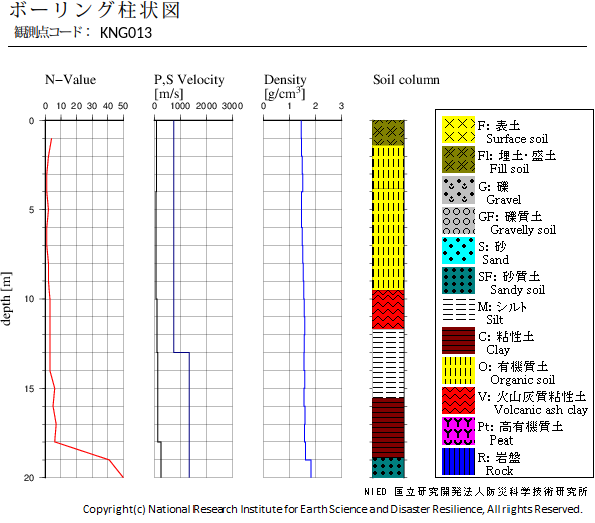 ボーリング柱状図
観測点コード： KNG013
N−Value P,S Velocity Density Soil column
[m/s] [g/cm³]
0 10 20 30 40 50 0 1000 2000 3000 0 1 2 3
0
5
10
15
20
depth [m]
F: 表土
Surface soil
Fl: 埋土・盛土
Fill soil
G: 礫
Gravel
GF: 礫質土
Gravelly soil
S: 砂
Sand
SF: 砂質土
Sandy soil
M: シルト
Silt
C: 粘性土
Clay
O: 有機質土
Organic soil
V: 火山灰質粘性土
Volcanic ash clay
Pt: 高有機質土
Peat
R: 岩盤
Rock
NIED 国立研究開発法人防災科学技術研究所
Copyright(c) National Research Institute for Earth Science and Disaster Resilience, All rights Reserved.